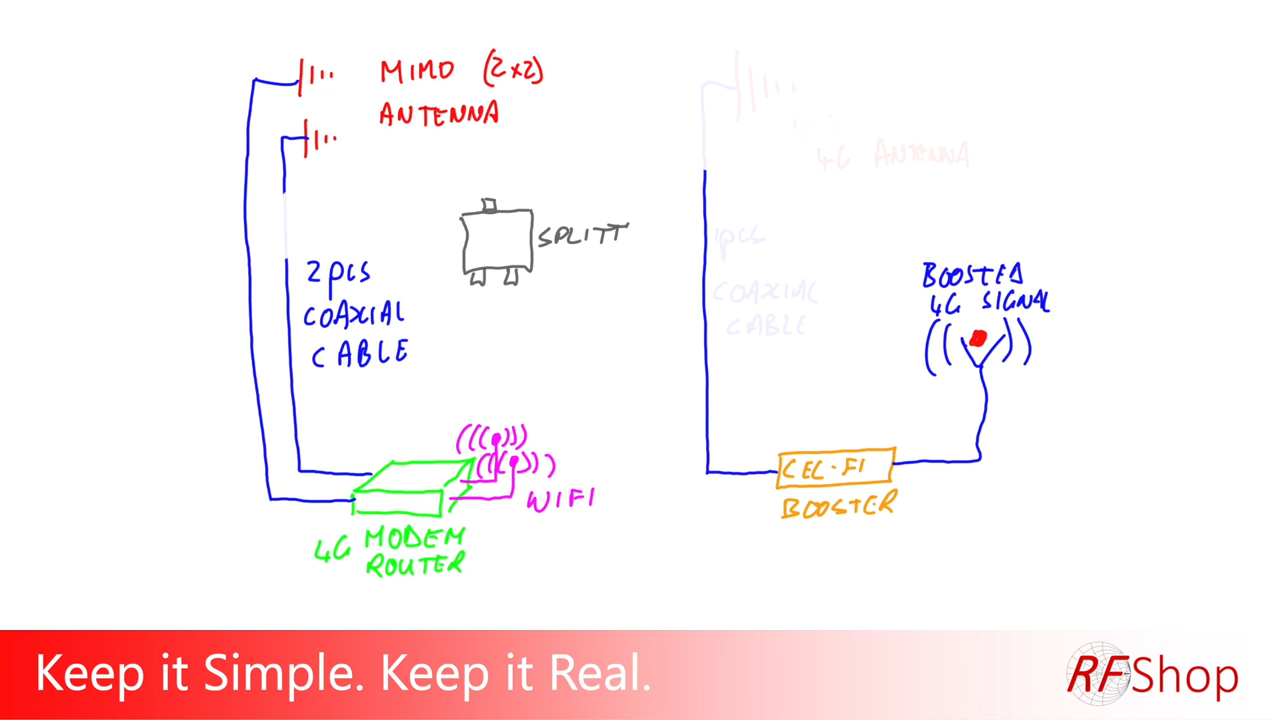 MIMO (2x2)
ANTENNA
4G ANTENNA
SPLITT
1pcs
COAXIAL
CABLE
2pcs
COAXIAL
CABLE
BOOSTED
4G SIGNAL
WIFI
4G MODEM
ROUTER
CEL-FI
BOOSTER
Keep it Simple. Keep it Real.
RFShop